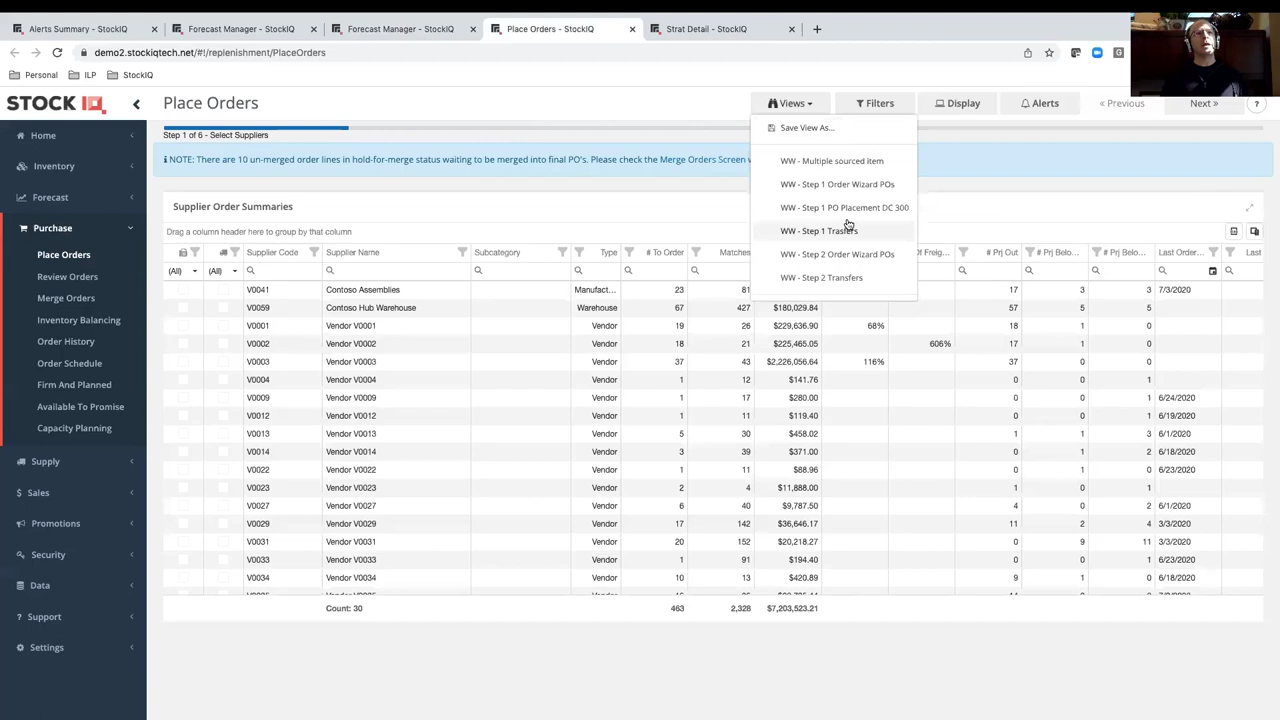 Alerts Summary - StockIQ
Forecast Manager - StockIQ
Forecast Manager - StockIQ
Place Orders - StockIQ
Strat Detail - StockIQ
demo2.stockiqtech.net/#!/replenishment/PlaceOrders
Personal ILP StockIQ
STOCK IQ
Place Orders
Views Filters Display Alerts « Previous Next » ?
Step 1 of 6 - Select Suppliers
NOTE: There are 10 un-merged order lines in hold-for-merge status waiting to be merged into final PO's. Please check the Merge Orders Screen
Save View As...
WW - Multiple sourced item
WW - Step 1 Order Wizard POs
WW - Step 1 PO Placement DC 300
WW - Step 1 Trasfers
WW - Step 2 Order Wizard POs
WW - Step 2 Transfers
Home
Inventory
Forecast
Purchase
Place Orders
Review Orders
Merge Orders
Inventory Balancing
Order History
Order Schedule
Firm And Planned
Available To Promise
Capacity Planning
Supply
Sales
Promotions
Security
Data
Support
Settings
Supplier Order Summaries
Drag a column header here to group by that column
Supplier Code Supplier Name Subcategory Type # To Order Matches Of Freig... # Prj Out # Prj Belo... # Prj Belo... Last Order... Last
(All) (All)
V0041 Contoso Assemblies Manufact... 23 81 17 3 3 7/3/2020
V0059 Contoso Hub Warehouse Warehouse 67 427 $180,029.84 57 5 5
V0001 Vendor V0001 Vendor 19 26 $229,636.90 68% 18 1 0
V0002 Vendor V0002 Vendor 18 21 $225,465.05 606% 17 1 0
V0003 Vendor V0003 Vendor 37 43 $2,226,056.64 116% 37 0 0
V0004 Vendor V0004 Vendor 1 12 $141.76 0 0 1
V0009 Vendor V0009 Vendor 1 17 $280.00 0 1 0 6/24/2020
V0012 Vendor V0012 Vendor 1 11 $119.40 0 1 0 6/19/2020
V0013 Vendor V0013 Vendor 5 30 $458.02 1 1 3 6/18/2020
V0014 Vendor V0014 Vendor 3 39 $371.00 0 1 2 6/18/2020
V0022 Vendor V0022 Vendor 1 11 $88.96 0 1 0 6/23/2020
V0023 Vendor V0023 Vendor 2 4 $11,888.00 1 0 1
V0027 Vendor V0027 Vendor 6 40 $9,787.50 4 0 2 6/1/2020
V0029 Vendor V0029 Vendor 17 142 $36,646.17 11 2 4 3/3/2020
V0031 Vendor V0031 Vendor 20 152 $20,218.27 0 9 11 3/3/2020
V0033 Vendor V0033 Vendor 1 91 $194.40 0 0 1 6/23/2020
V0034 Vendor V0034 Vendor 10 13 $420.89 9 1 0 6/18/2020
Count: 30 463 2,328 $7,203,523.21